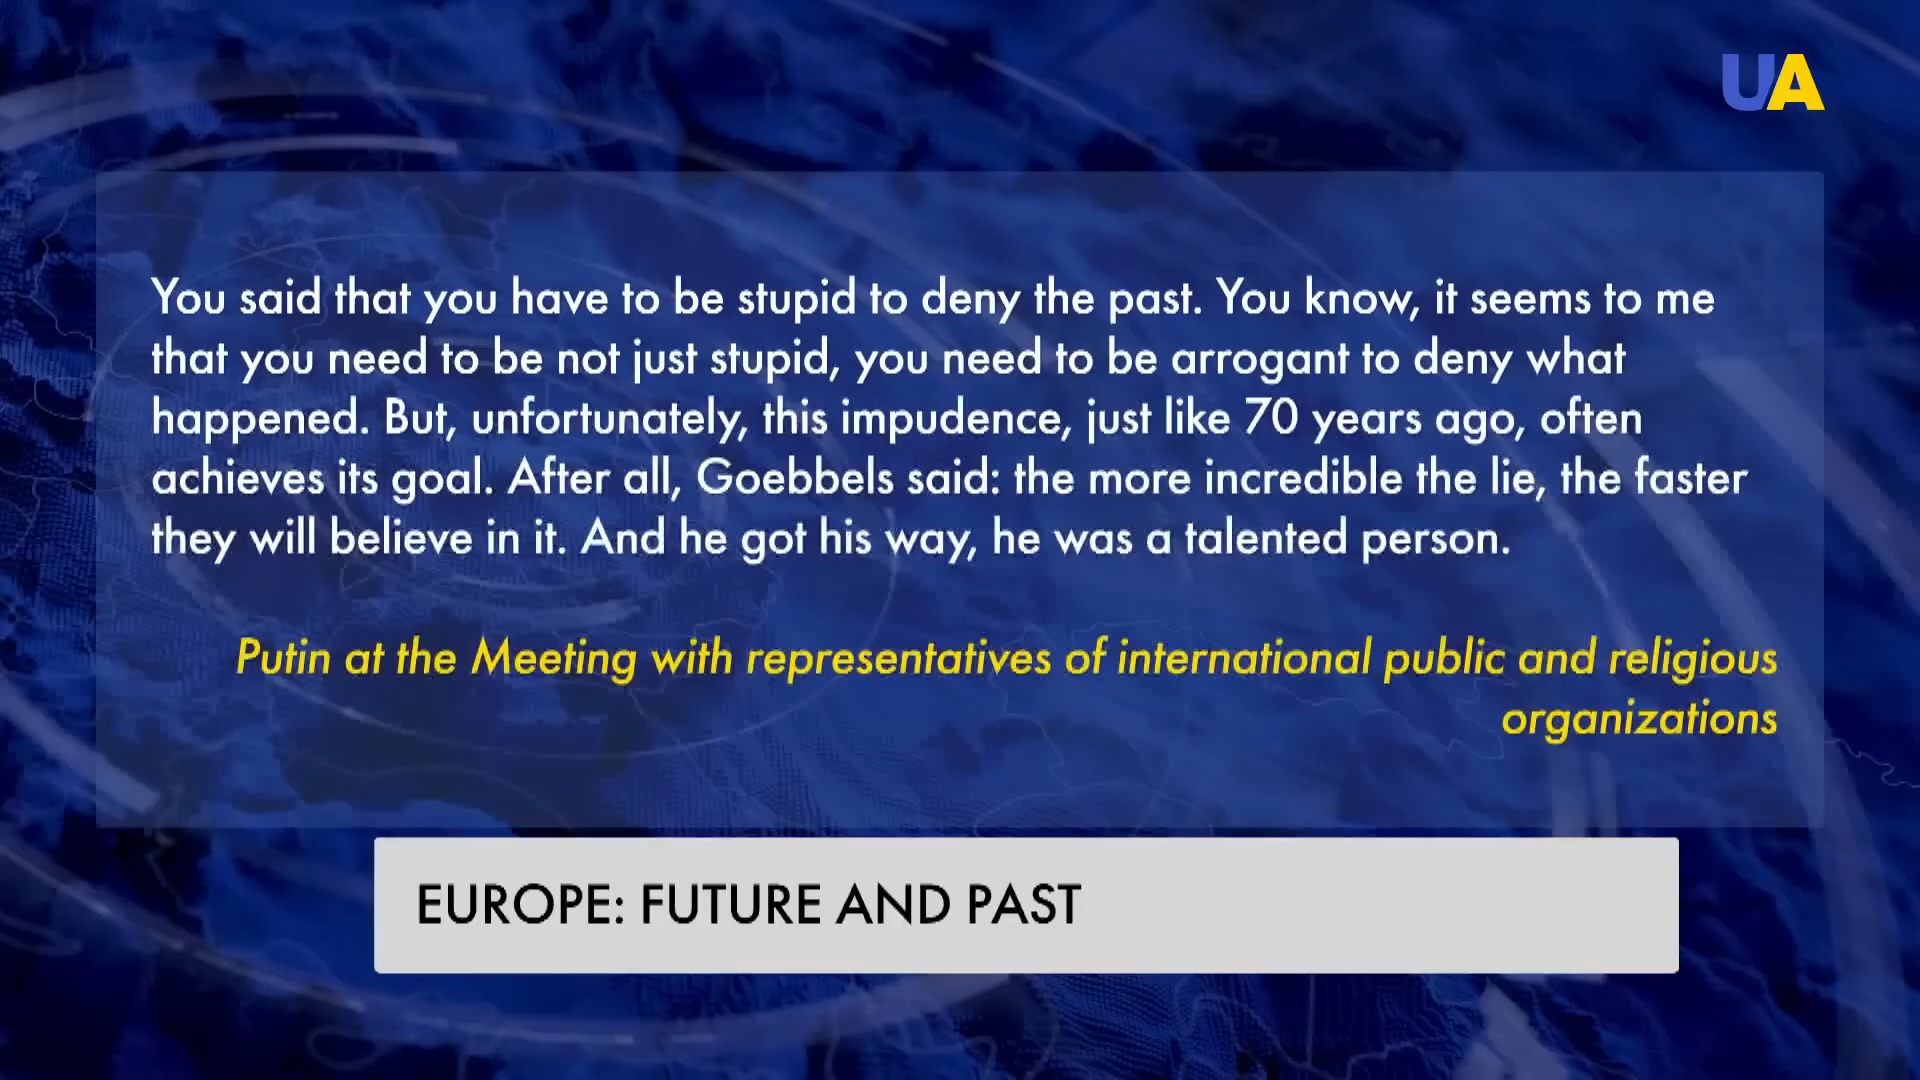 UA
You said that you have to be stupid to deny the past. You know, it seems to me
that you need to be not just stupid, you need to be arrogant to deny what
happened. But, unfortunately, this impudence, just like 70 years ago, often
achieves its goal. After all, Goebbels said: the more incredible the lie, the faster
they will believe in it. And he got his way, he was a talented person.
Putin at the Meeting with representatives of international public and religious
organizations
EUROPE: FUTURE AND PAST